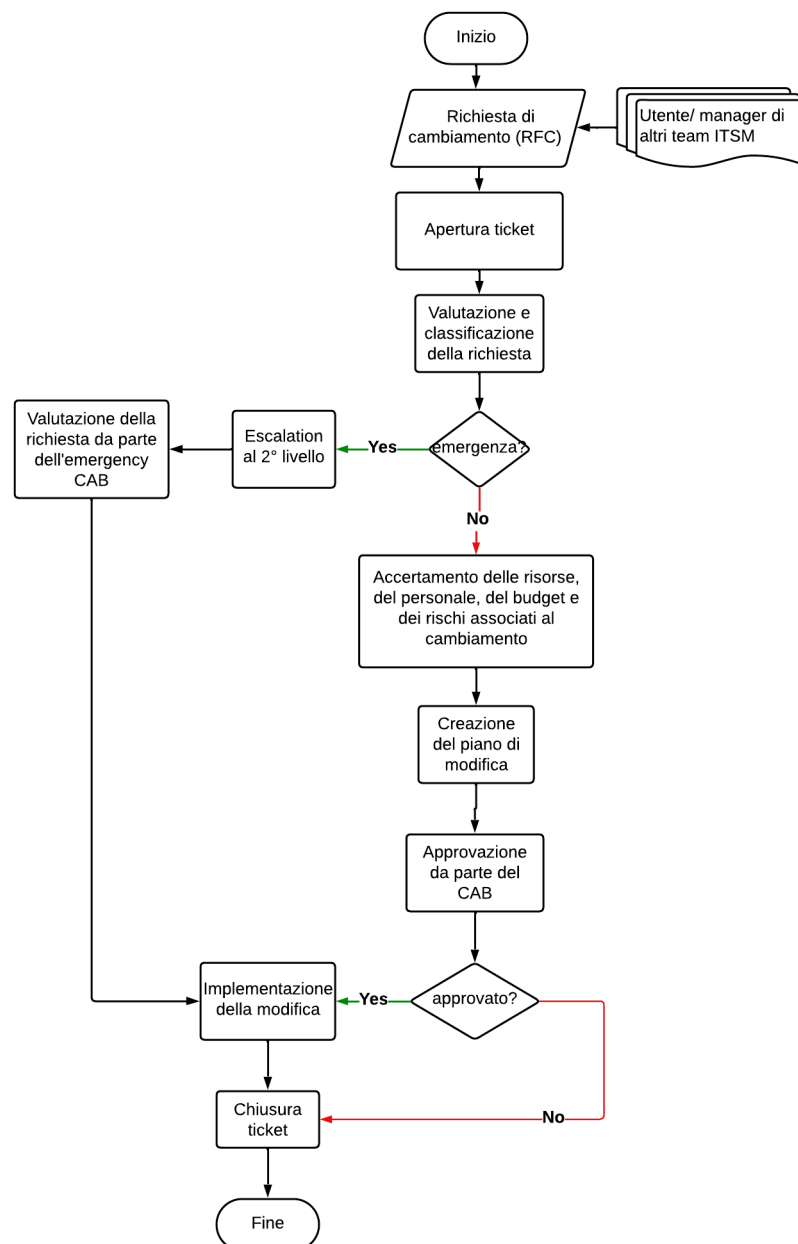 Inizio
Richiesta di
cambiamento (RFC)
Utente/ manager di
altri team ITSM
Apertura ticket
Valutazione e
classificazione
della richiesta
emergenza?
Yes
Escalation
al 2° livello
Valutazione della
richiesta da parte
dell'emergency
CAB
No
Accertamento delle risorse,
del personale, del budget e
dei rischi associati al
cambiamento
Creazione
del piano di
modifica
Approvazione
da parte del
CAB
approvato?
Yes
Implementazione
della modifica
No
Chiusura
ticket
Fine